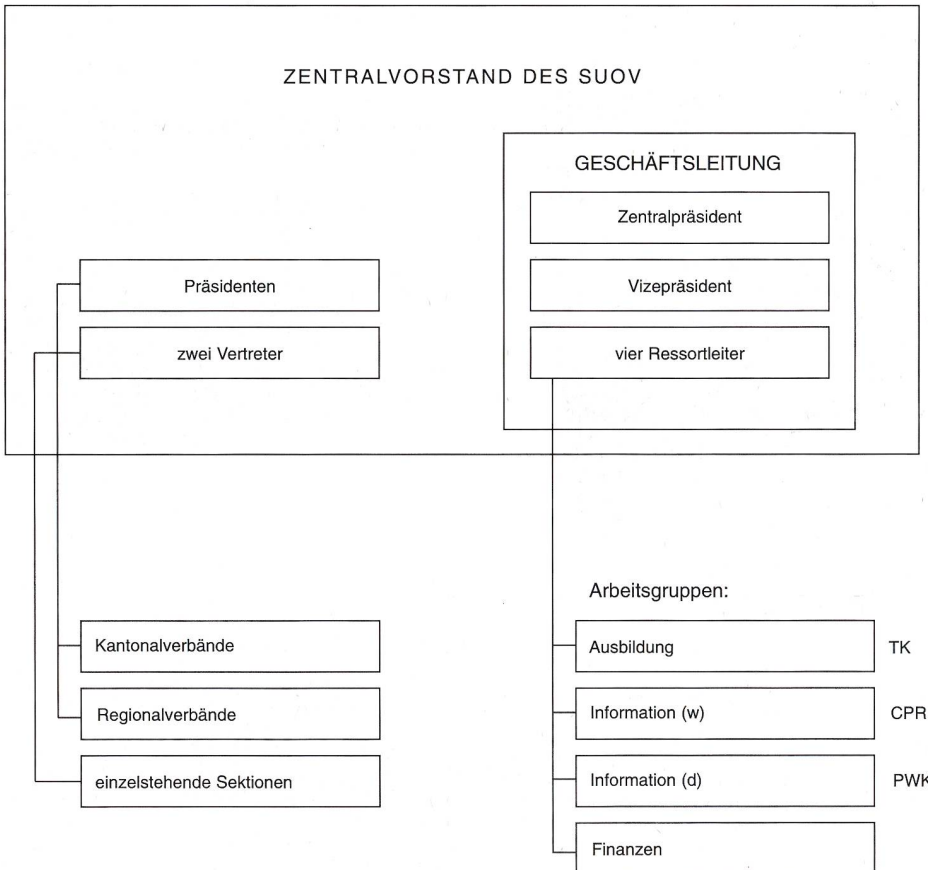 ZENTRALVORSTAND DES SUOV
GESCHÄFTSLEITUNG
Zentralpräsident
Präsidenten
Vizepräsident
zwei Vertreter
vier Ressortleiter
Arbeitsgruppen:
Kantonalverbände
Ausbildung
TK
Regionalverbände
Information (w)
CPR
einzelstehende Sektionen
Information (d)
PWK
Finanzen